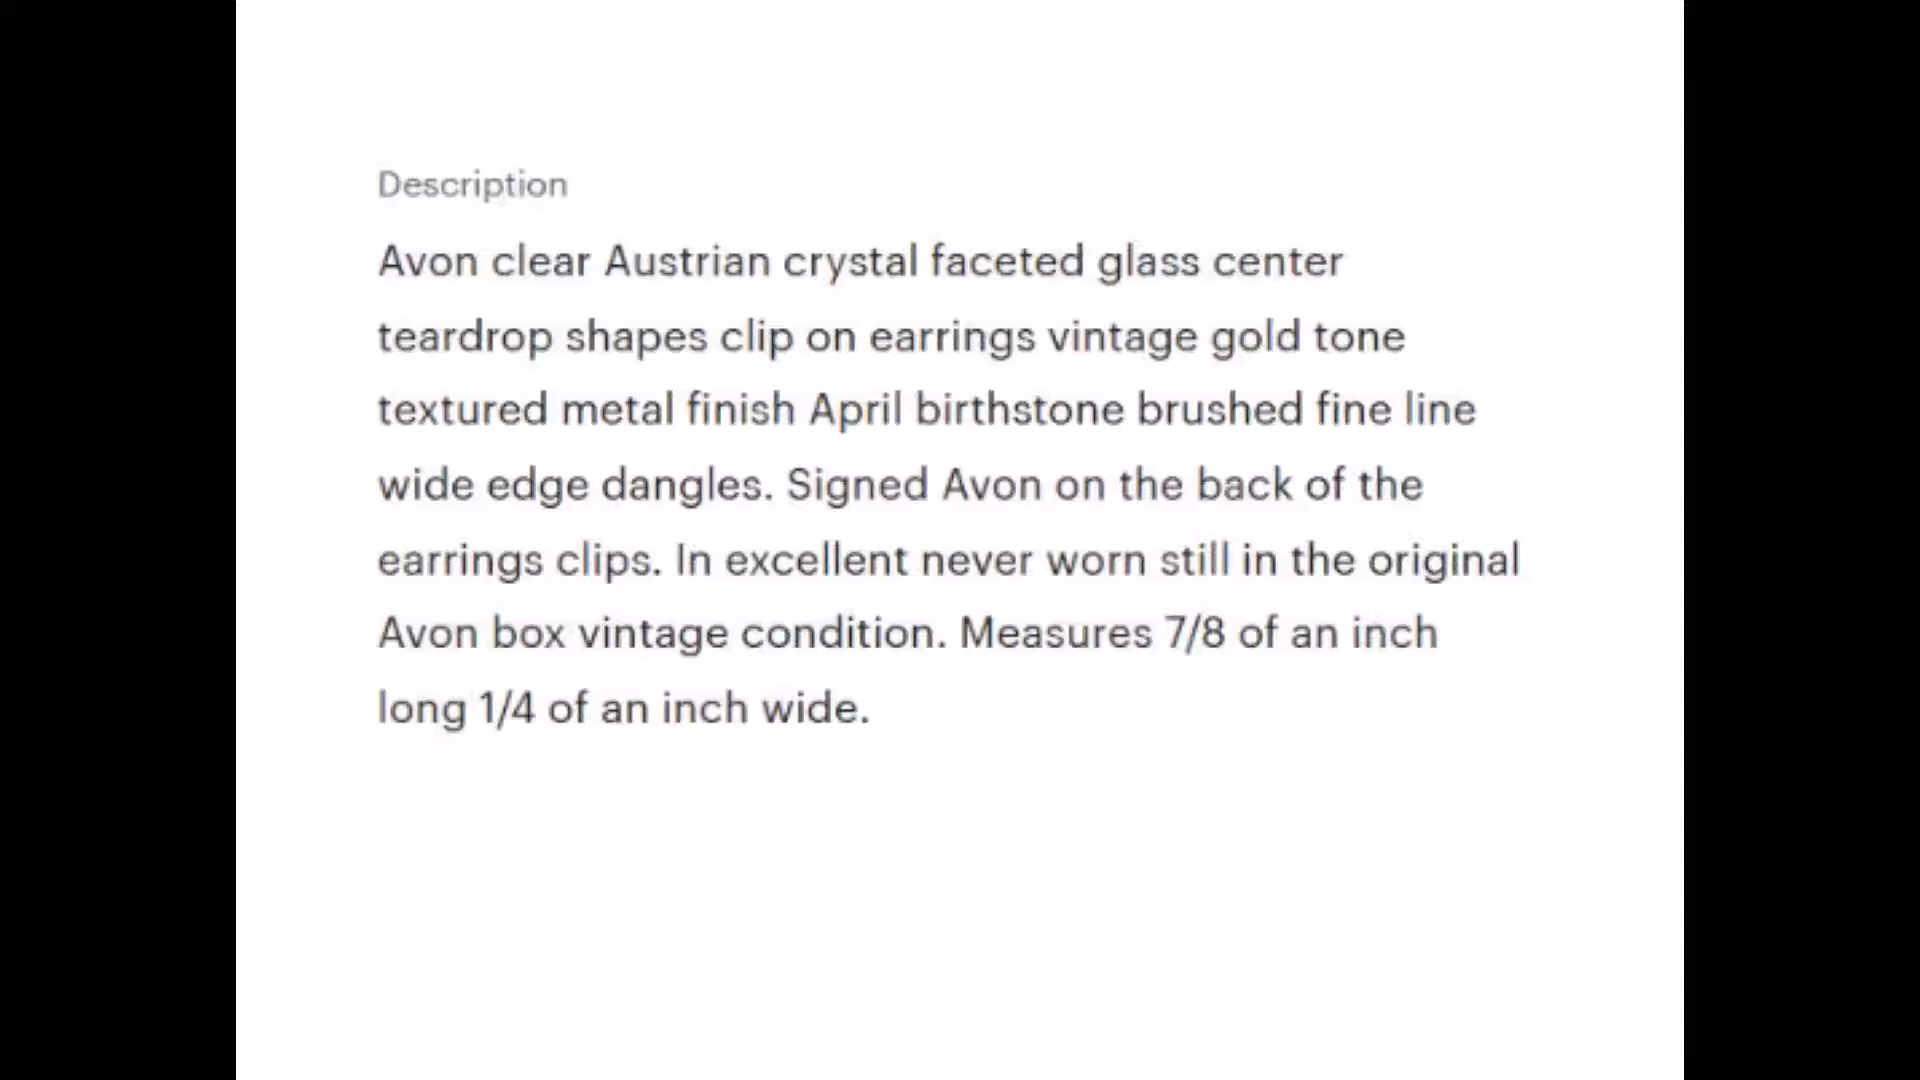 Description
Avon clear Austrian crystal faceted glass center
teardrop shapes clip on earrings vintage gold tone
textured metal finish April birthstone brushed fine line
wide edge dangles. Signed Avon on the back of the
earrings clips. In excellent never worn still in the original
Avon box vintage condition. Measures 7/8 of an inch
long 1/4 of an inch wide.